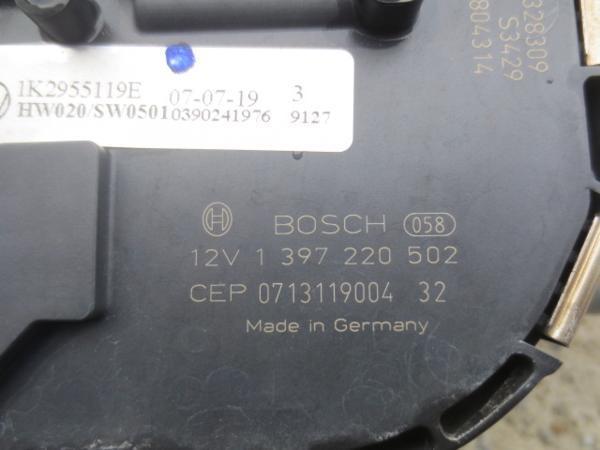 1K2955119E 07-07-19 3
HW020/SW0501 0390241976 9127
328309
S3429
804314
BOSCH 058
12V 1 397 220 502
CEP 0713119004 32
Made in Germany